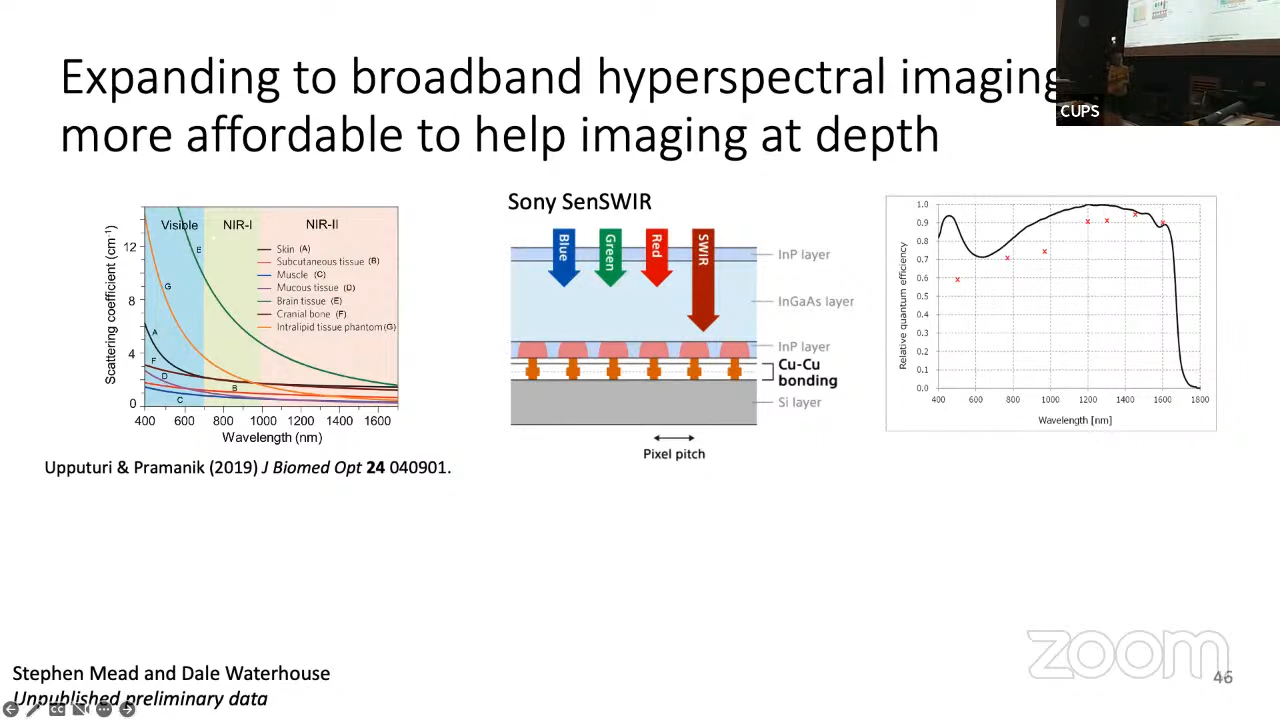 Expanding to broadband hyperspectral imaging
more affordable to help imaging at depth
CUPS
Visible
NIR-I
NIR-II
Skin (A)
Subcutaneous tissue (B)
Muscle (C)
Mucous tissue (D)
Brain tissue (E)
Cranial bone (F)
Intralipid tissue phantom (G)
E
G
A
F
D
B
C
Scattering coefficient (cm-1)
12
8
4
0
400 600 800 1000 1200 1400 1600
Wavelength (nm)
Upputuri & Pramanik (2019) J Biomed Opt 24 040901.
Sony SenSWIR
Blue
Green
Red
SWIR
InP layer
InGaAs layer
InP layer
Cu-Cu
bonding
Si layer
Pixel pitch
Relative quantum efficiency
1.0
0.9
0.8
0.7
0.6
0.5
0.4
0.3
0.2
0.1
0.0
400 600 800 1000 1200 1400 1600 1800
Wavelength [nm]
Stephen Mead and Dale Waterhouse
Unpublished preliminary data
zoom
46